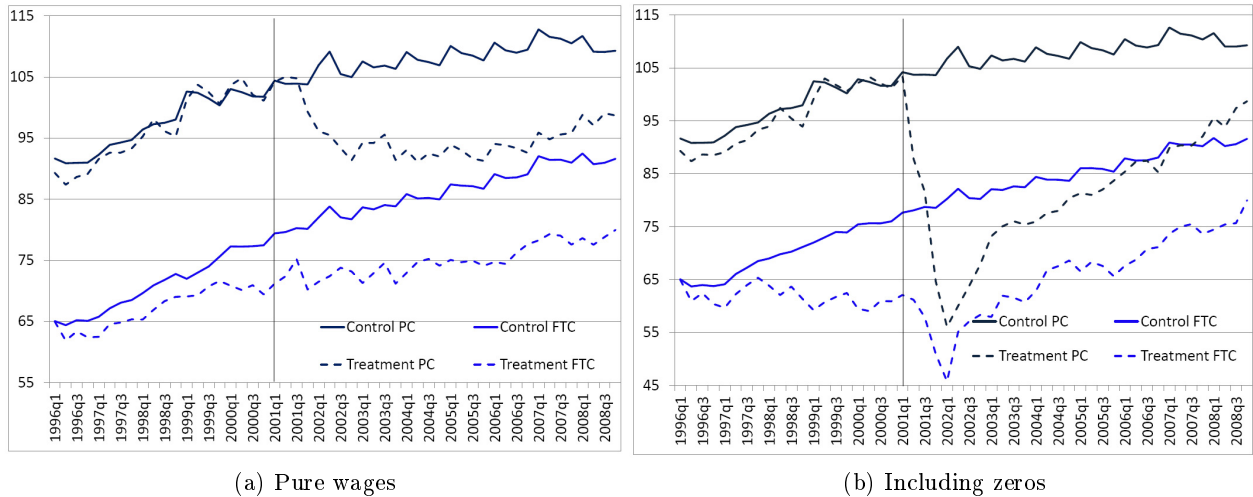 115
105
95
85
75
65
55
Control PC
Control FTC
Treatment PC
Treatment FTC
1996q1
1996q3
1997q1
1997q3
1998q1
1998q3
1999q1
1999q3
2000q1
2000q3
2001q1
2001q3
2002q1
2002q3
2003q1
2003q3
2004q1
2004q3
2005q1
2005q3
2006q1
2006q3
2007q1
2007q3
2008q1
2008q3
(a) Pure wages
115
105
95
85
75
65
55
45
Control PC
Control FTC
Treatment PC
Treatment FTC
1996q1
1996q3
1997q1
1997q3
1998q1
1998q3
1999q1
1999q3
2000q1
2000q3
2001q1
2001q3
2002q1
2002q3
2003q1
2003q3
2004q1
2004q3
2005q1
2005q3
2006q1
2006q3
2007q1
2007q3
2008q1
2008q3
(b) Including zeros